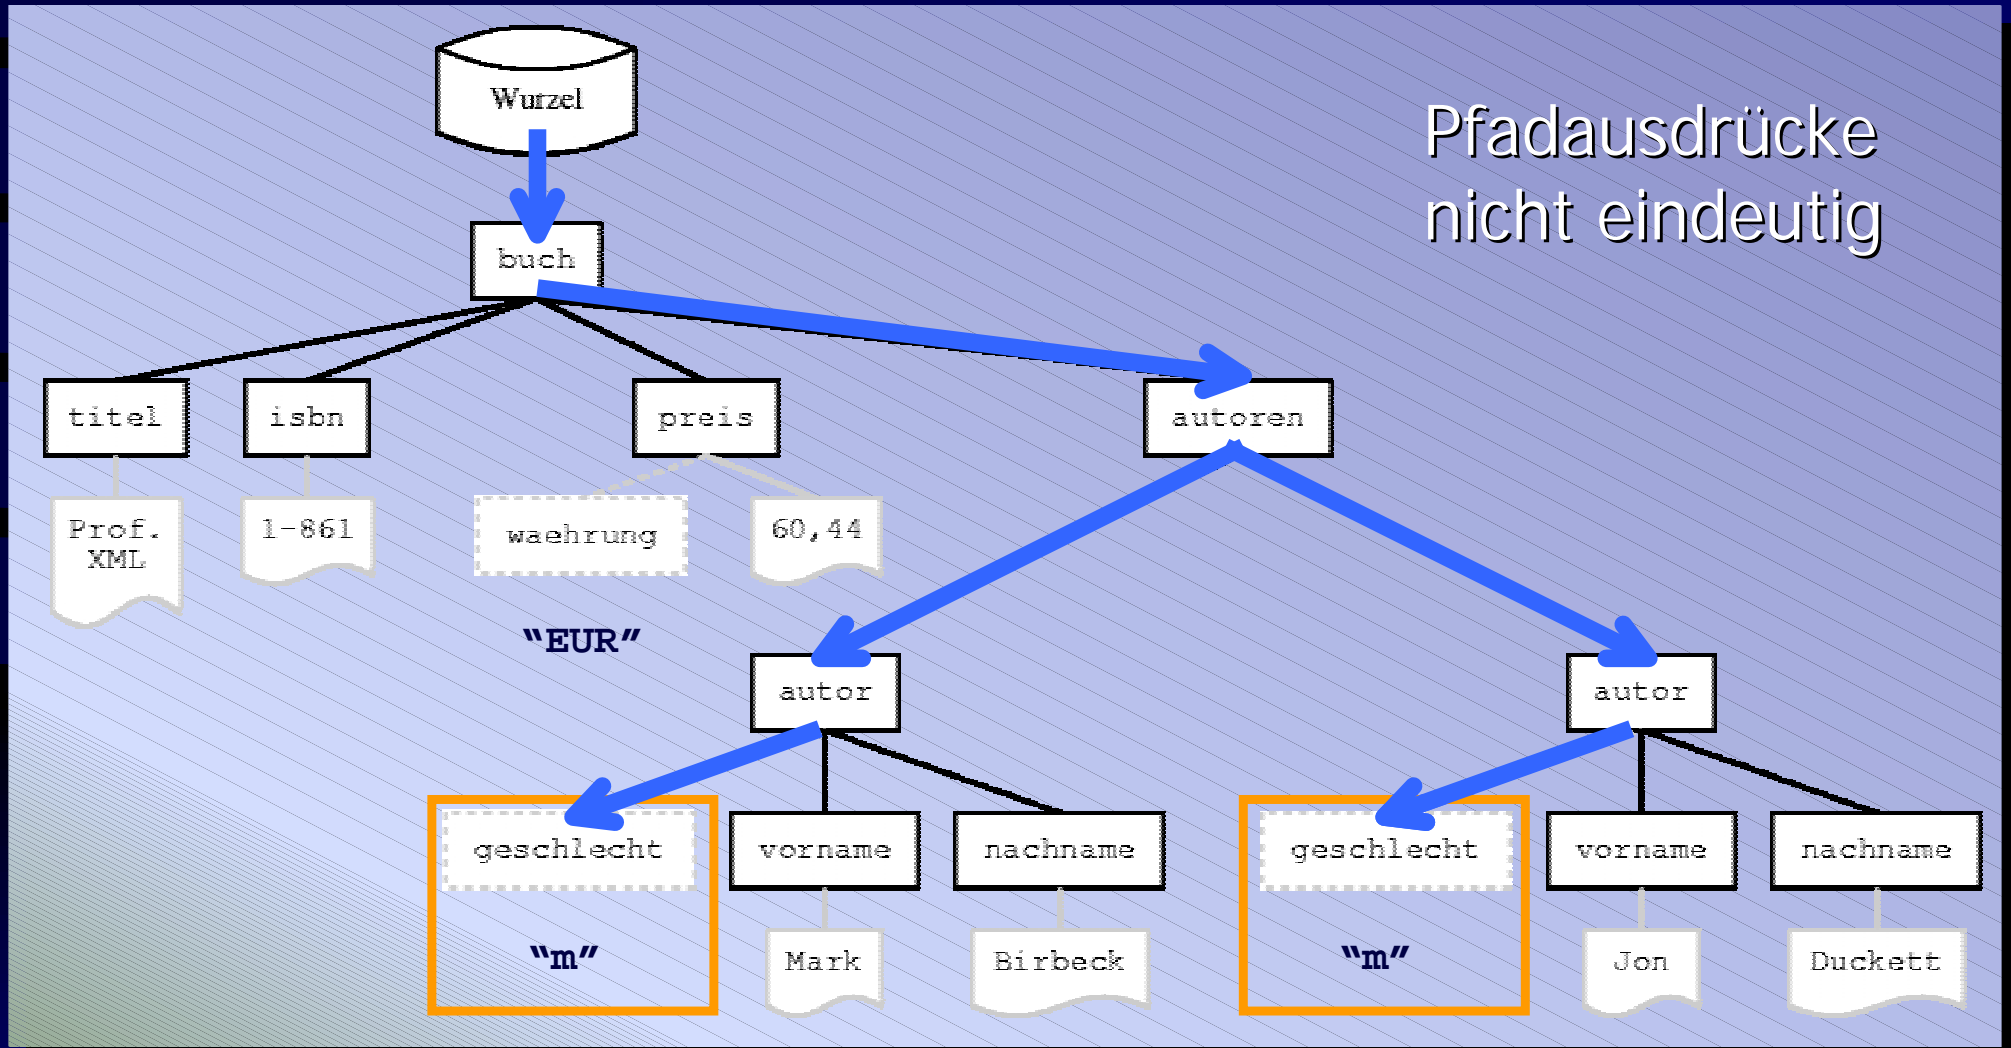 Wurzel
Pfadausdrücke
nicht eindeutig
buch
titel
isbn
preis
autoren
Prof.
XML
1-861
waehrung
60,44
“EUR”
autor
autor
geschlecht
vorname
nachname
geschlecht
vorname
nachname
“m”
Mark
Birbeck
“m”
Jon
Duckett